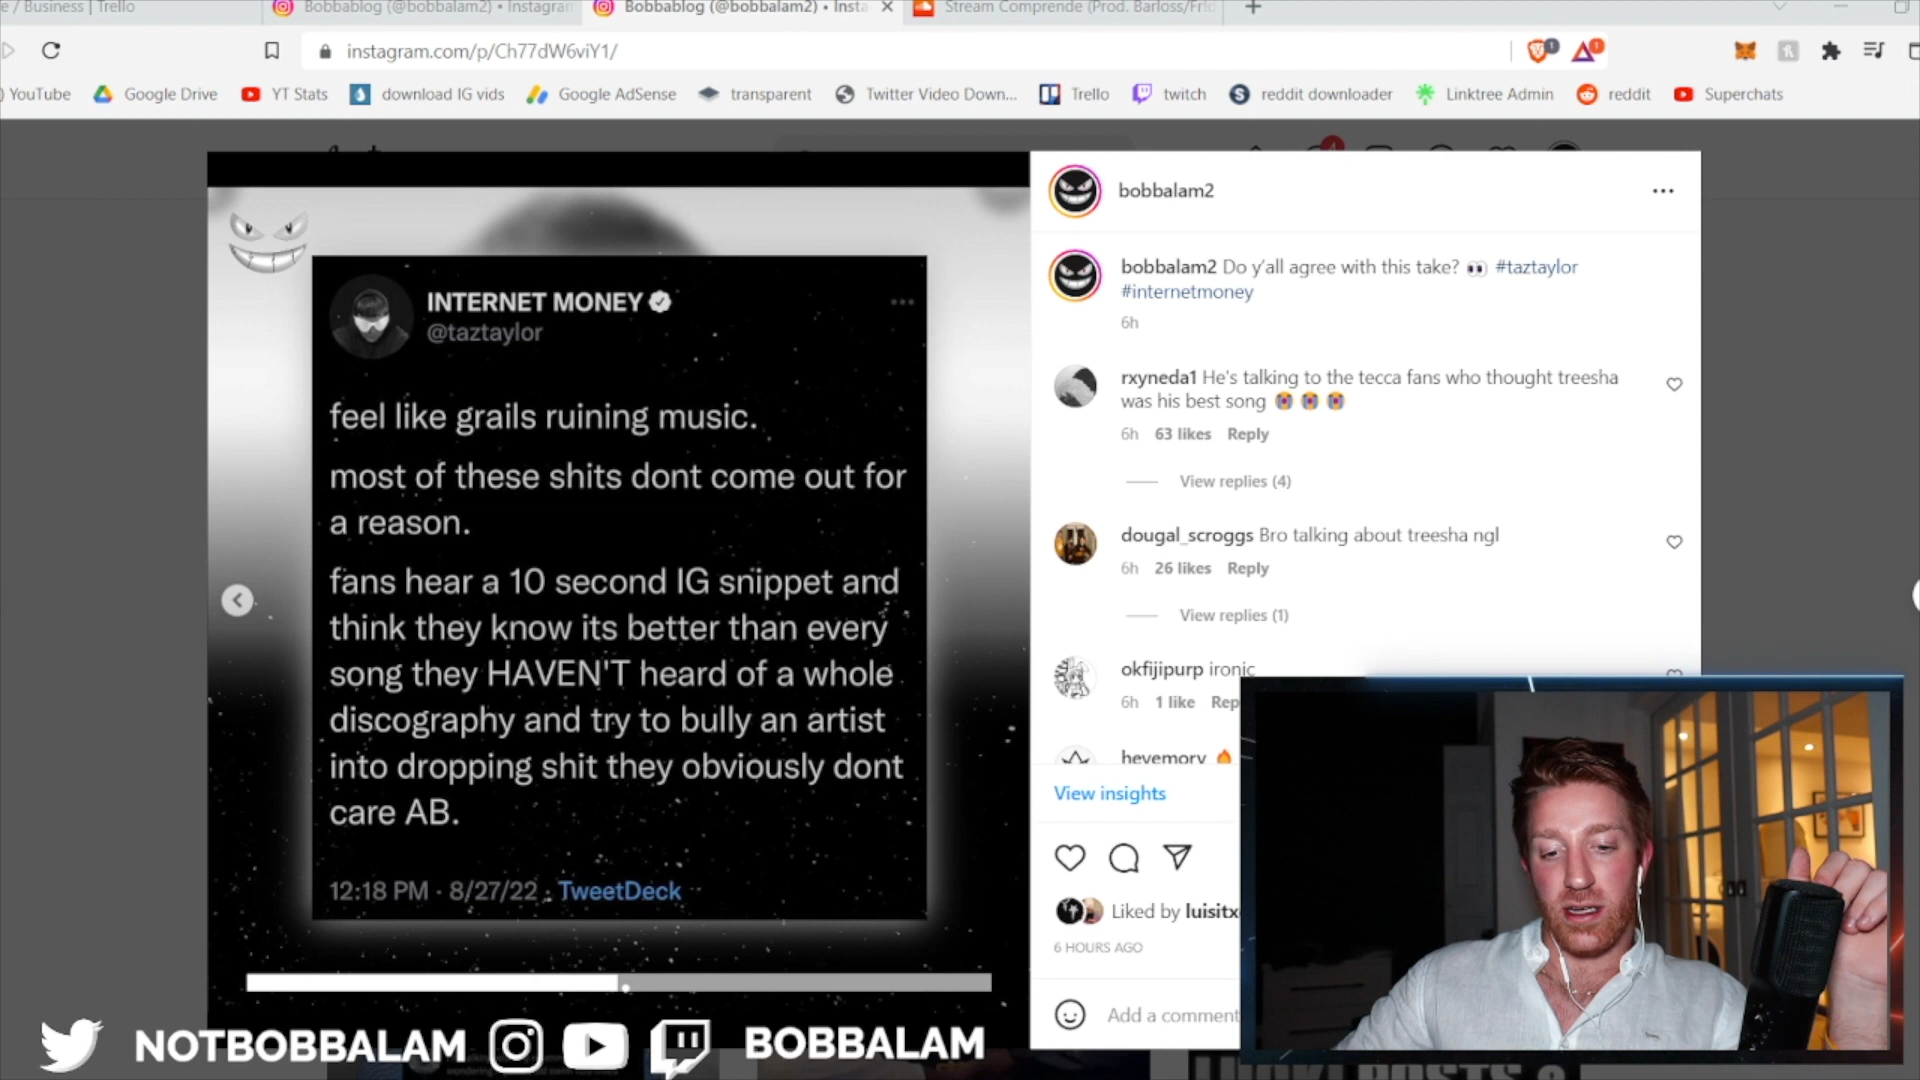 e / Business | Trello
Bobbablog (@bobbalam2) • Instagram
Bobbablog (@bobbalam2) • Insta
Stream Comprende (Prod. Barloss/Fr
instagram.com/p/Ch77dW6viY1/
1
1
YouTube
Google Drive
YT Stats
download IG vids
Google AdSense
transparent
Twitter Video Down...
Trello
twitch
reddit downloader
Linktree Admin
reddit
Superchats
4
INTERNET MONEY
@taztaylor
feel like grails ruining music.
most of these shits dont come out for
a reason.
fans hear a 10 second IG snippet and
think they know its better than every
song they HAVEN'T heard of a whole
discography and try to bully an artist
into dropping shit they obviously dont
care AB.
12:18 PM · 8/27/22 · TweetDeck
bobbalam2
bobbalam2 Do y'all agree with this take? 👀 #taztaylor
#internetmoney
6h
rxyneda1 He's talking to the tecca fans who thought treesha
was his best song 😭 😭 😭
6h 63 likes Reply
View replies (4)
dougal_scroggs Bro talking about treesha ngl
6h 26 likes Reply
View replies (1)
okfijipurp ironic
6h 1 like Rep
hevemory 🔥
View insights
Liked by luisitx
6 HOURS AGO
Add a comment
NOTBOBBALAM
BOBBALAM